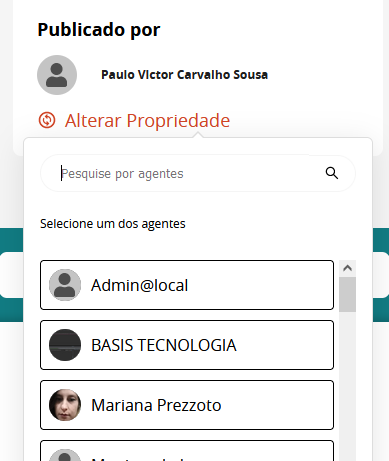 Publicado por
Paulo Victor Carvalho Sousa
Alterar Propriedade
Pesquise por agentes
Selecione um dos agentes
Admin@local
BASIS TECNOLOGIA
Mariana Prezzoto